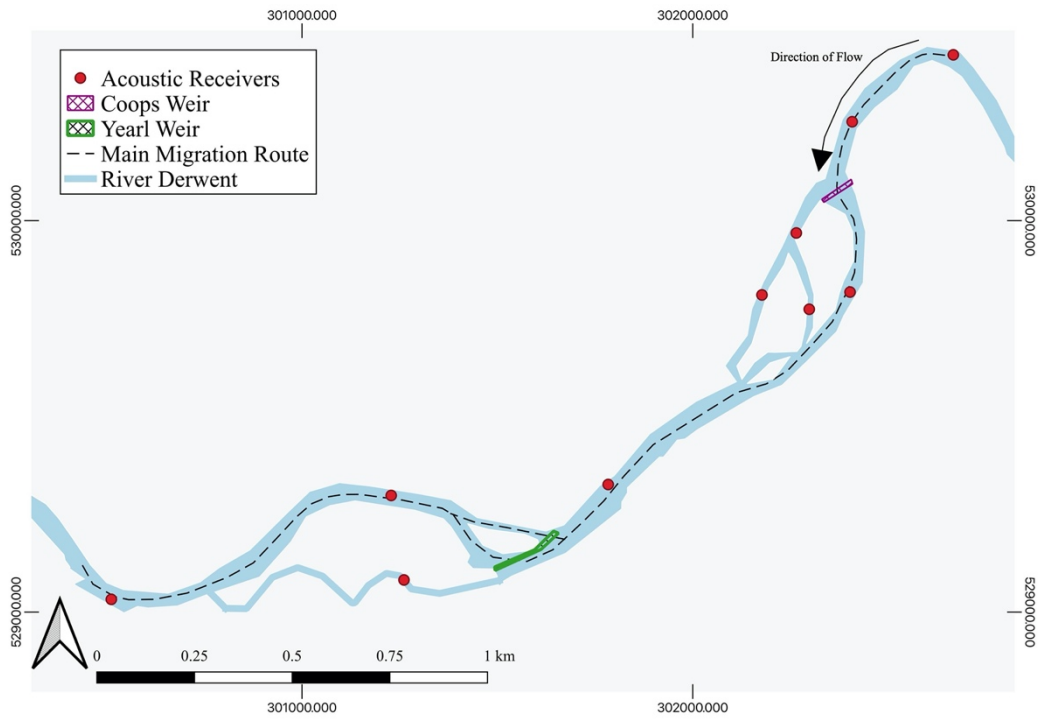 301000.000
302000.000
Direction of Flow
Acoustic Receivers
Coops Weir
Yearl Weir
Main Migration Route
River Derwent
530000.000
530000.000
529000.000
529000.000
0
0.25
0.5
0.75
1 km
301000.000
302000.000